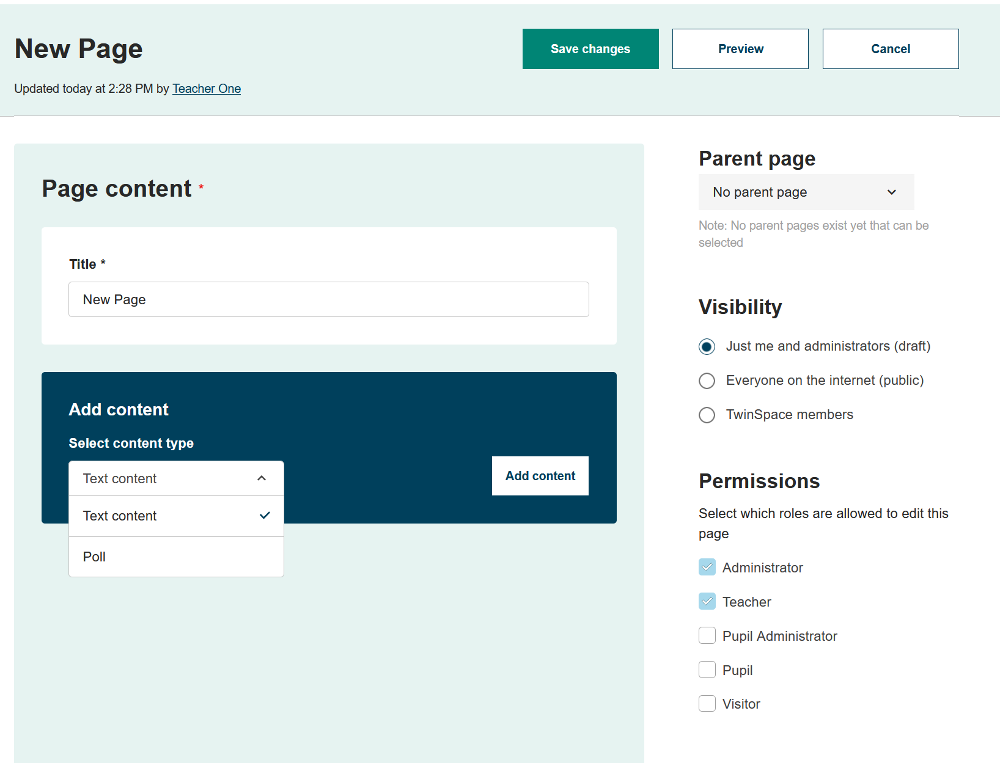 New Page
Save changes
Preview
Cancel
Updated today at 2:28 PM by Teacher One
Page content *
Title *
New Page
Add content
Select content type
Text content
Add content
Text content
Poll
Parent page
No parent page
Note: No parent pages exist yet that can be
selected
Visibility
Just me and administrators (draft)
Everyone on the internet (public)
TwinSpace members
Permissions
Select which roles are allowed to edit this
page
Administrator
Teacher
Pupil Administrator
Pupil
Visitor